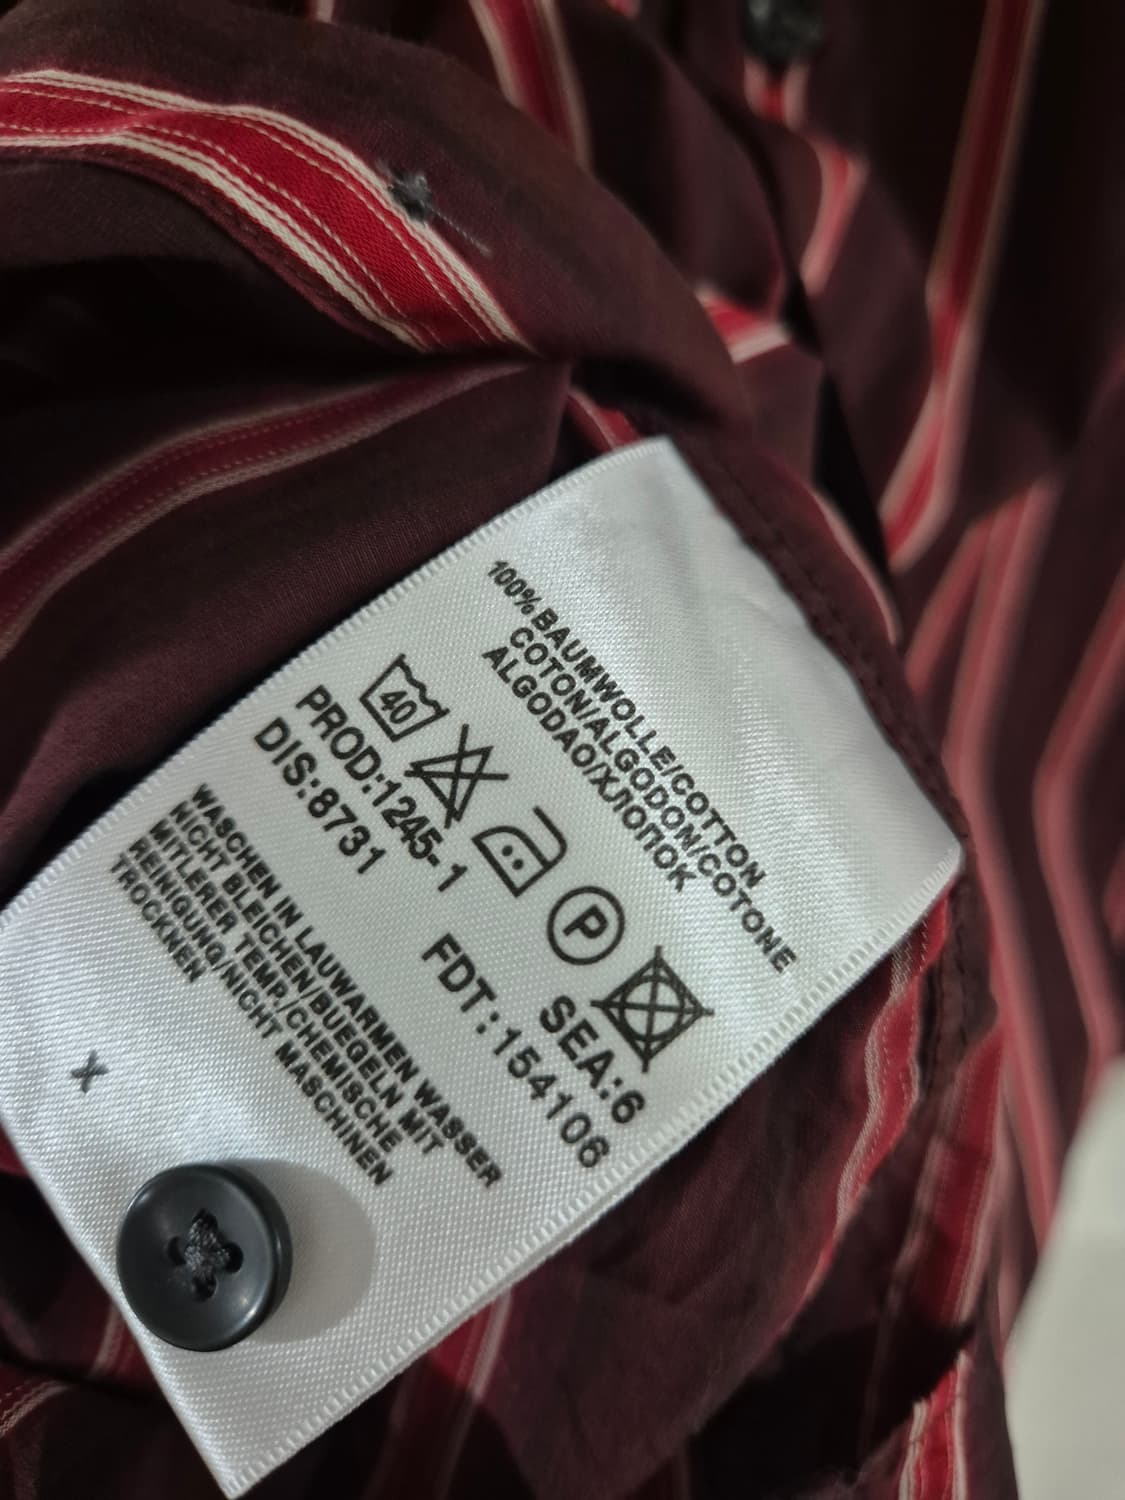 100% BAUMWOLLE/COTTON
COTON/ALGODON/COTONE
ALGODAO/ХЛОПОК
40 P
PROD:1245-1 SEA:6
DIS:8731 FDT:154106
WASCHEN IN LAUWARMEN WASSER
NICHT BLEICHEN/BUEGELN MIT
MITLERER TEMP./CHEMISCHE
REINIGUNG/NICHT MASCHINEN
TROCKNEN
X